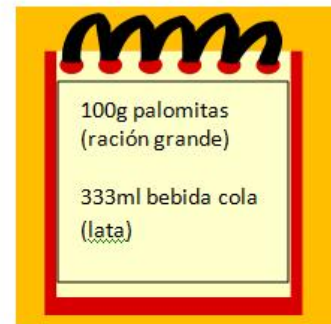 100g palomitas
(ración grande)
333ml bebida cola
(lata)